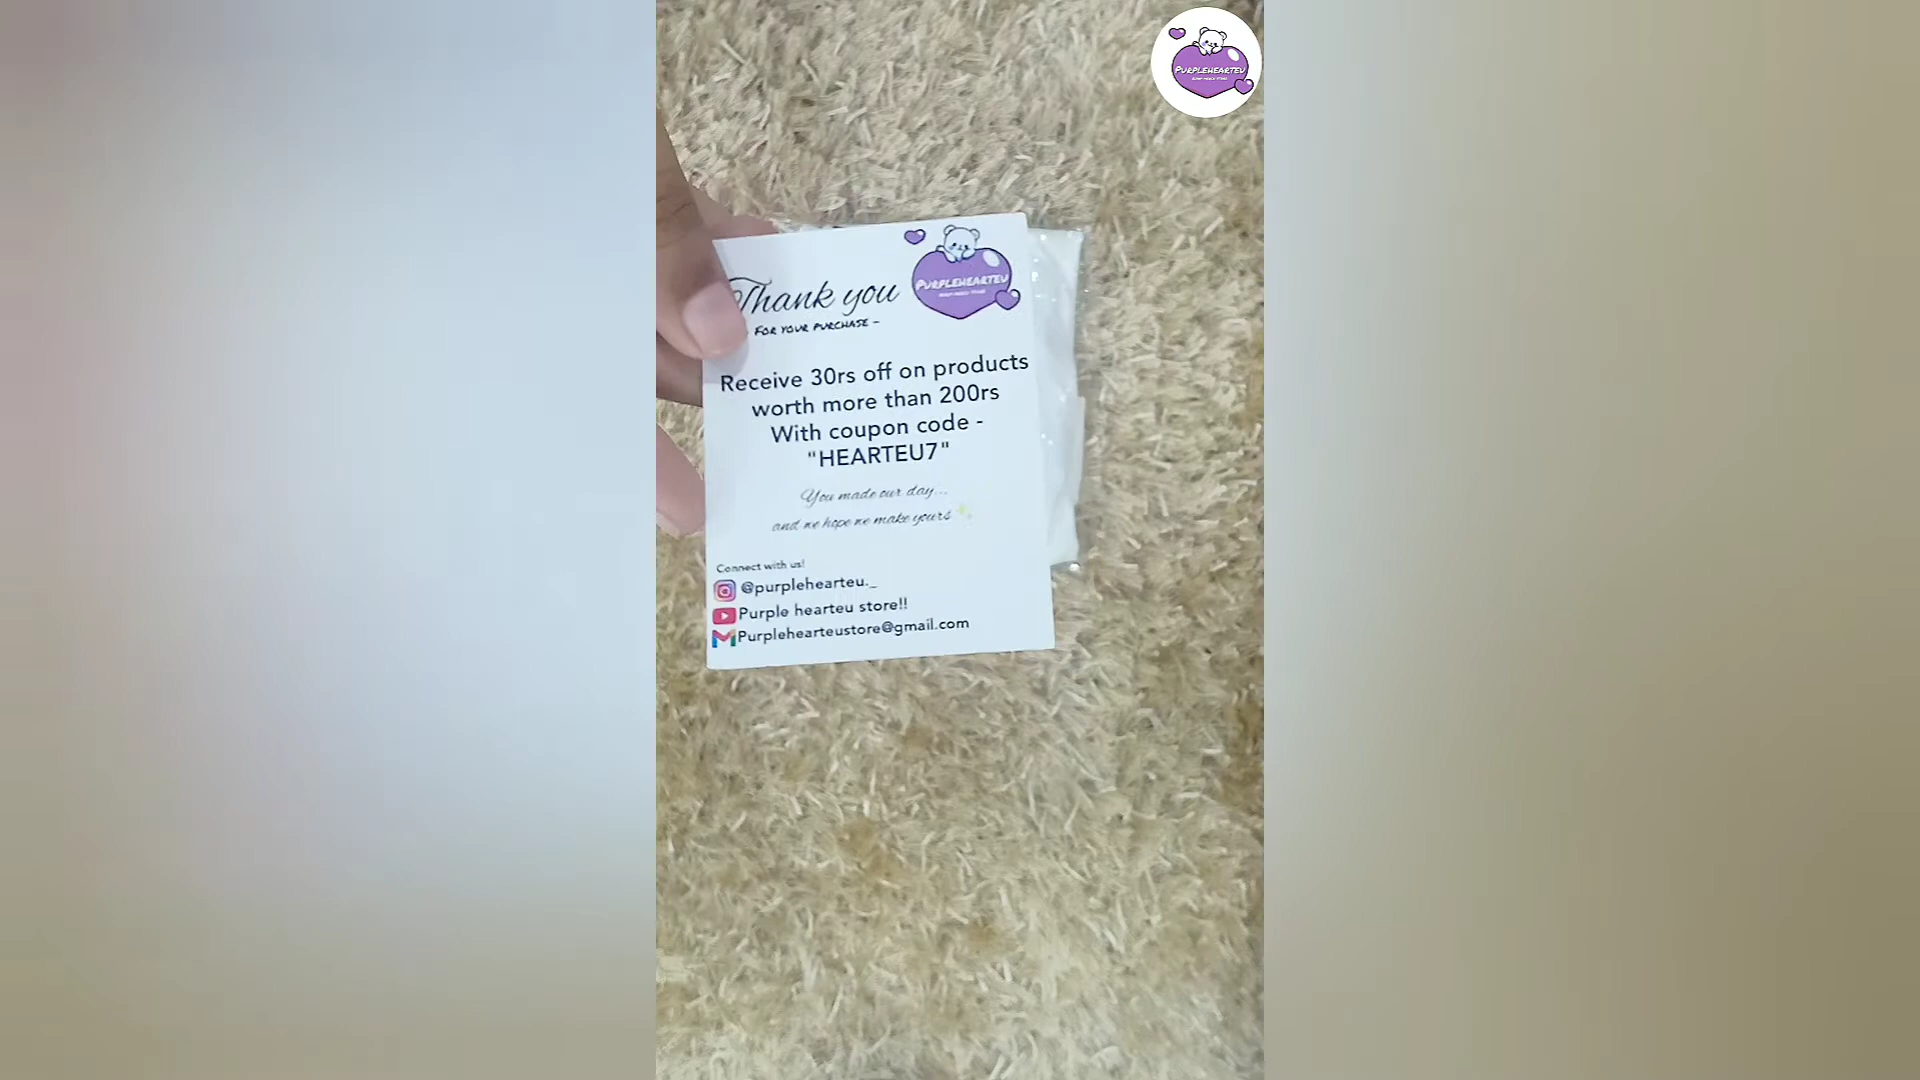 PURPLEHEARTEU
Thank you
FOR YOUR PURCHASE -
PURPLEHEARTEU
Receive 30rs off on products
worth more than 200rs
With coupon code -
"HEARTEU7"
You made our day...
and we hope we make yours
Connect with us!
@purplehearteu._
Purple hearteu store!!
Purplehearteustore@gmail.com